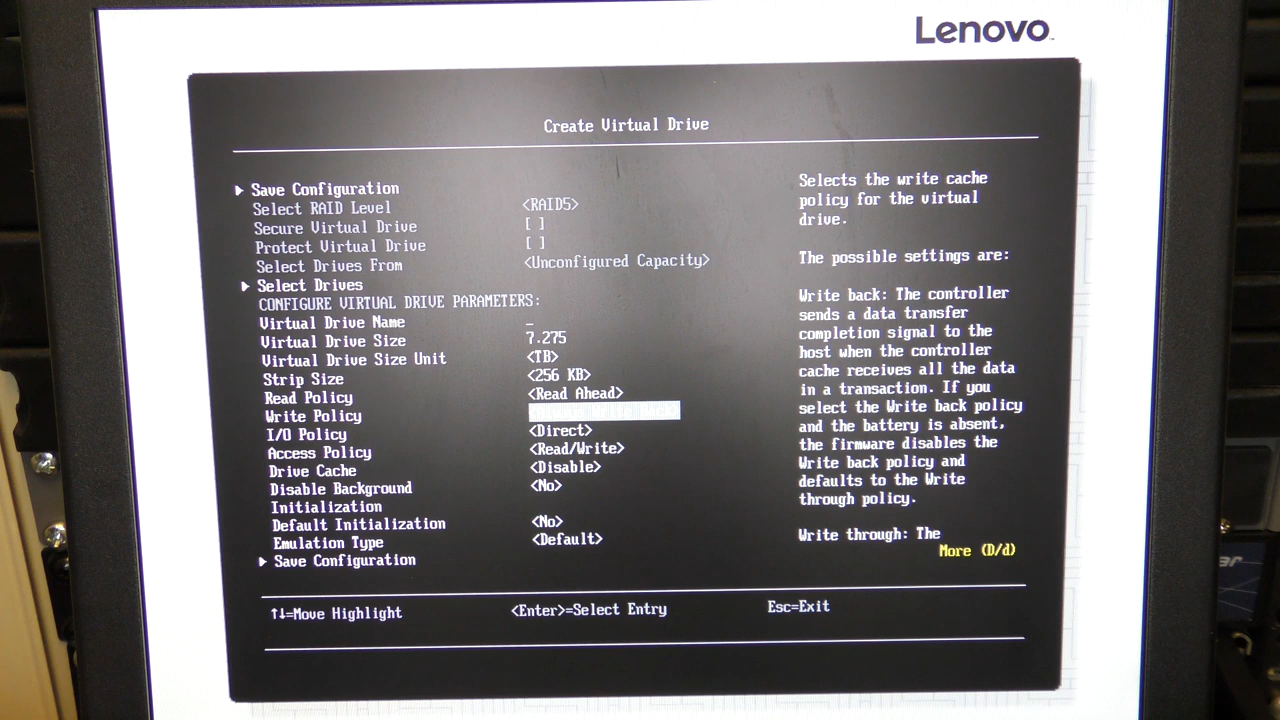 Lenovo
Create Virtual Drive
Save Configuration
Select RAID Level <RAID5>
Secure Virtual Drive [ ]
Protect Virtual Drive [ ]
Select Drives From <Unconfigured Capacity>
Select Drives
CONFIGURE VIRTUAL DRIVE PARAMETERS:
Virtual Drive Name _
Virtual Drive Size 7.275
Virtual Drive Size Unit <TB>
Strip Size <256 KB>
Read Policy <Read Ahead>
Write Policy
I/O Policy <Direct>
Access Policy <Read/Write>
Drive Cache <Disable>
Disable Background <No>
Initialization
Default Initialization <No>
Emulation Type <Default>
Save Configuration
Selects the write cache
policy for the virtual
drive.
The possible settings are:
Write back: The controller
sends a data transfer
completion signal to the
host when the controller
cache receives all the data
in a transaction. If you
select the Write back policy
and the battery is absent,
the firmware disables the
Write back policy and
defaults to the Write
through policy.
Write through: The
More (D/d)
↑↓=Move Highlight <Enter>=Select Entry Esc=Exit